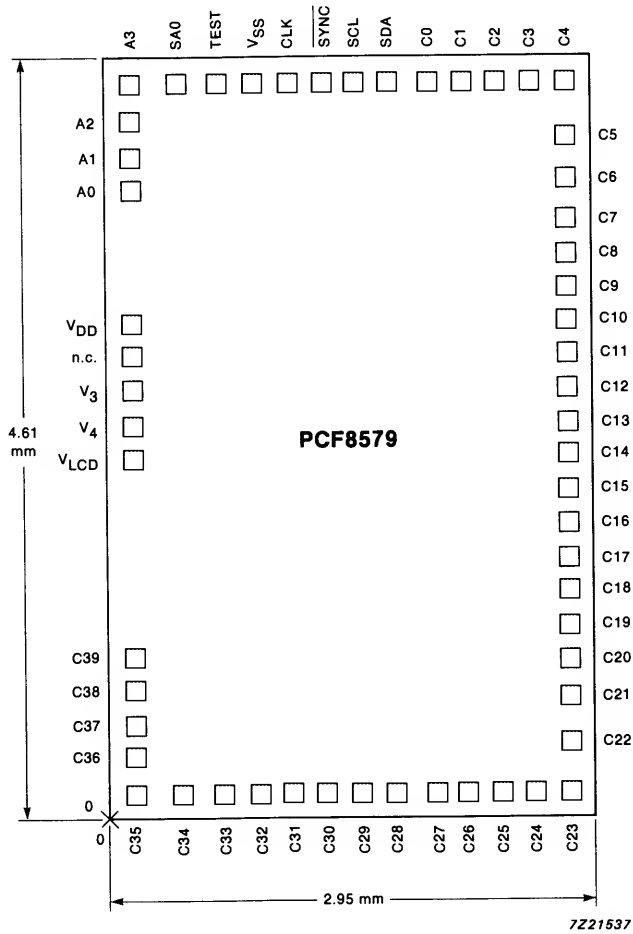 A3 SA0 TEST VSS CLK SYNC SCL SDA C0 C1 C2 C3 C4
A2
C5
A1
A0
C6
C7
C8
C9
VDD
C10
n.c.
C11
V3
C12
4.61
mm
V4
C13
PCF8579
VLCD
C14
C15
C16
C17
C18
C19
C39
C20
C38
C21
C37
C22
C36
0
0
C35 C34 C33 C32 C31 C30 C29 C28 C27 C26 C25 C24 C23
2.95 mm
7Z21537